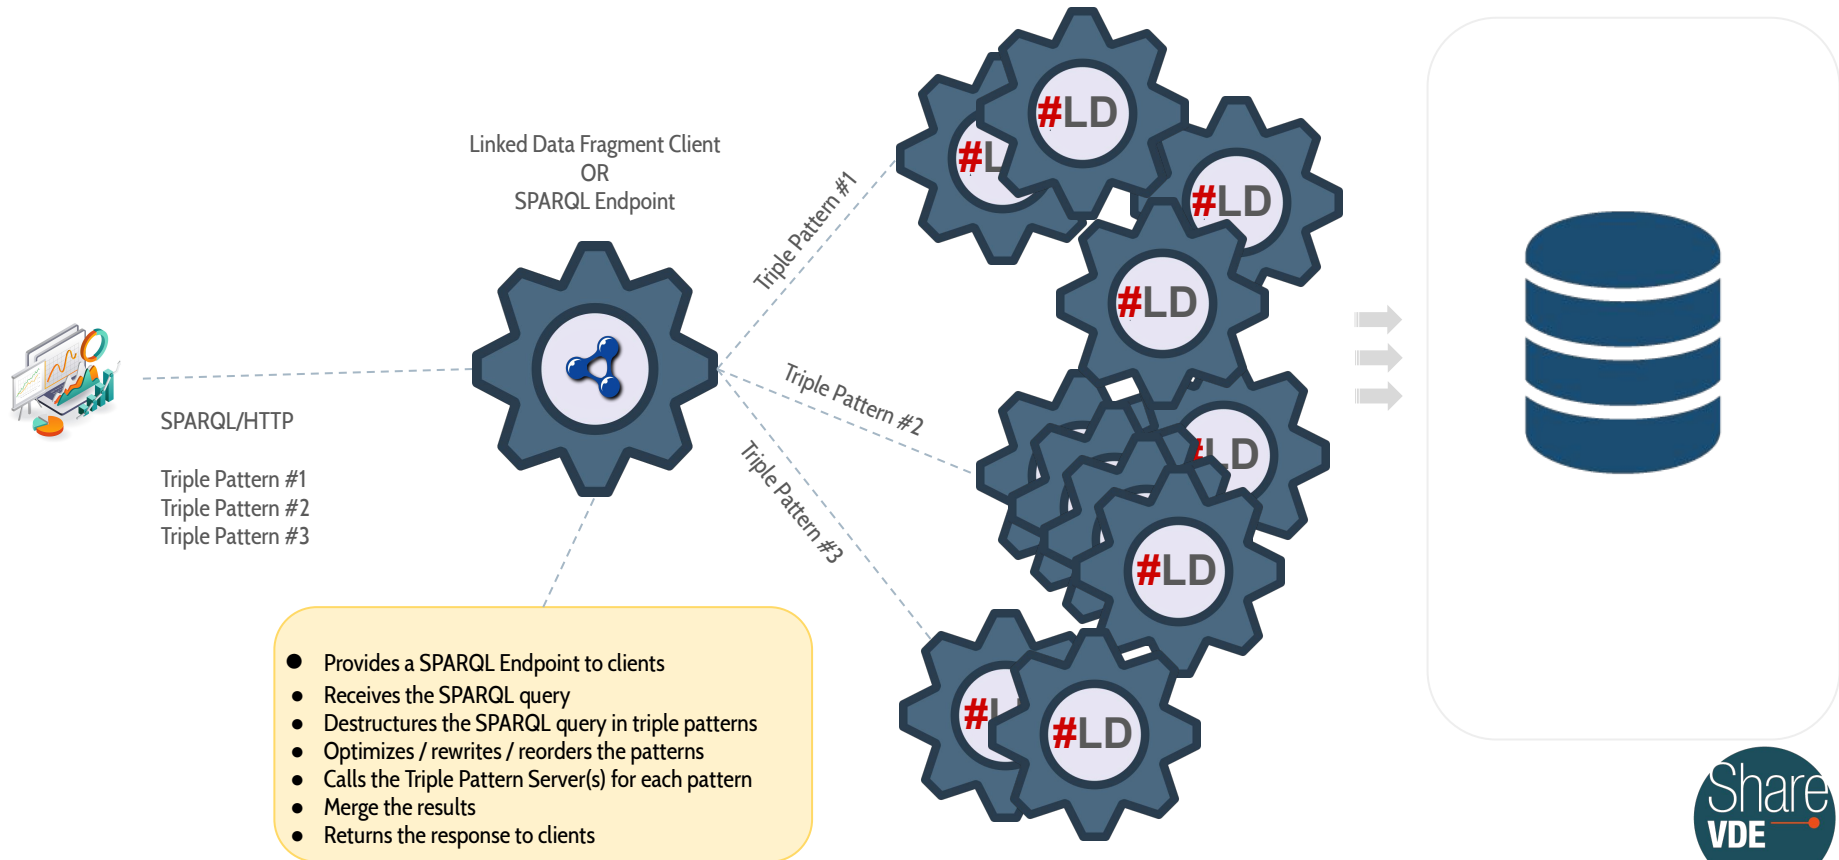 Linked Data Fragment Client
OR
SPARQL Endpoint
SPARQL/HTTP
Triple Pattern #1
Triple Pattern #2
Triple Pattern #3
Triple Pattern #1
Triple Pattern #2
Triple Pattern #3
#LD
#L
#LD
#LD
#LD
#LD
#L
#LD
● Provides a SPARQL Endpoint to clients
● Receives the SPARQL query
● Destructures the SPARQL query in triple patterns
● Optimizes / rewrites / reorders the patterns
● Calls the Triple Pattern Server(s) for each pattern
● Merge the results
● Returns the response to clients
Share
VDE